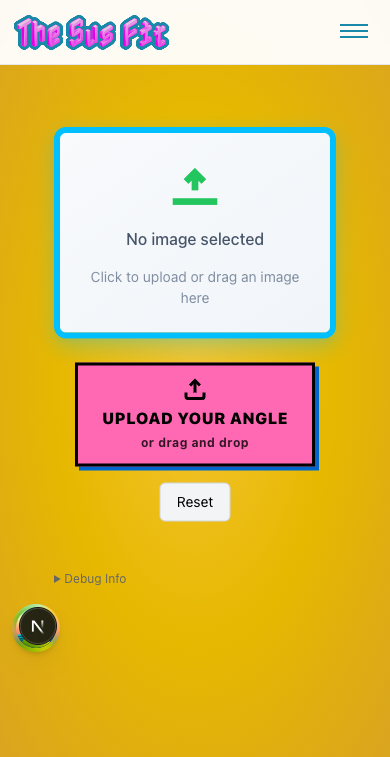 The Sus Fit
No image selected
Click to upload or drag an image
here
UPLOAD YOUR ANGLE
or drag and drop
Reset
Debug Info
N